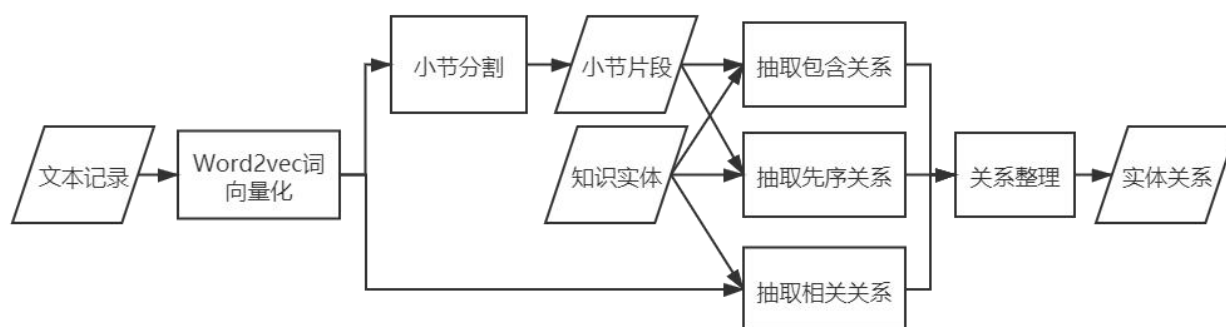 小节分割
小节片段
抽取包含关系
文本记录
Word2vec词
向量化
知识实体
抽取先序关系
关系整理
实体关系
抽取相关关系